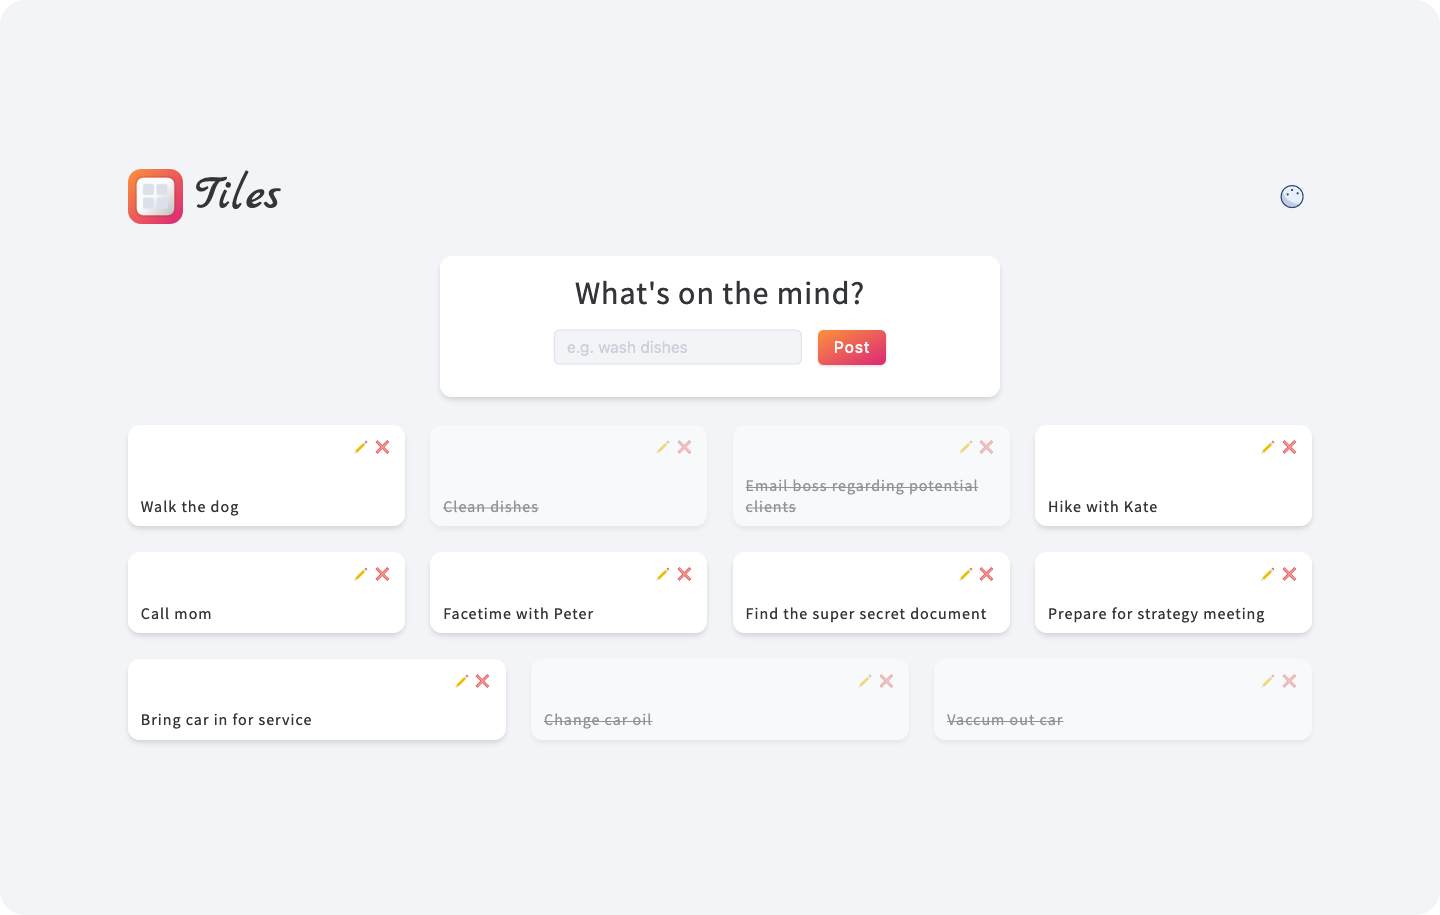 Tiles
What's on the mind?
e.g. wash dishes
Post
Walk the dog
Clean dishes
Email boss regarding potential
clients
Hike with Kate
Call mom
Facetime with Peter
Find the super secret document
Prepare for strategy meeting
Bring car in for service
Change car oil
Vaccum out car